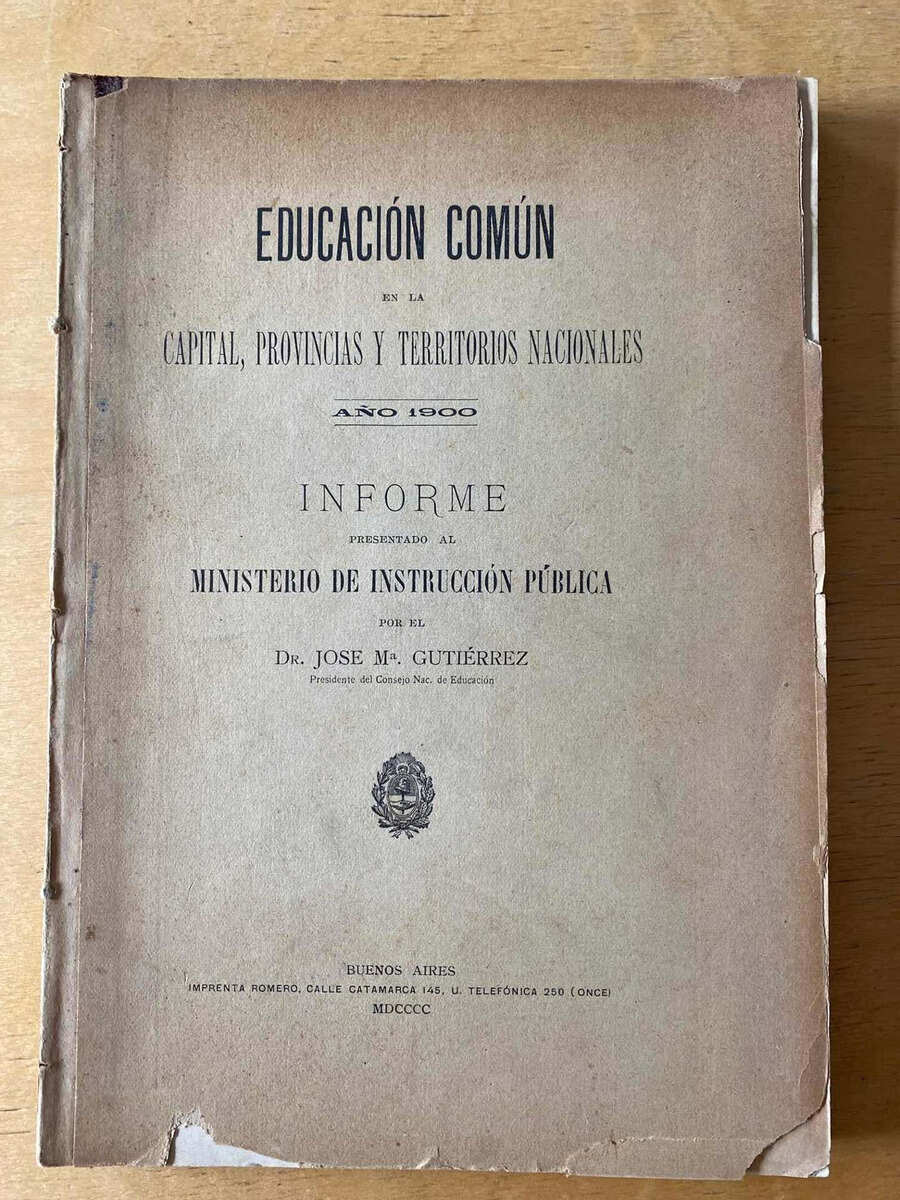 EDUCACIÓN COMÚN
EN LA
CAPITAL, PROVINCIAS Y TERRITORIOS NACIONALES
AÑO 1900
INFORME
PRESENTADO AL
MINISTERIO DE INSTRUCCIÓN PÚBLICA
POR EL
DR. JOSE Mª. GUTIÉRREZ
Presidente del Consejo Nac. de Educación
BUENOS AIRES
IMPRENTA ROMERO, CALLE CATAMARCA 145, U. TELEFÓNICA 250 (ONCE)
MDCCCC